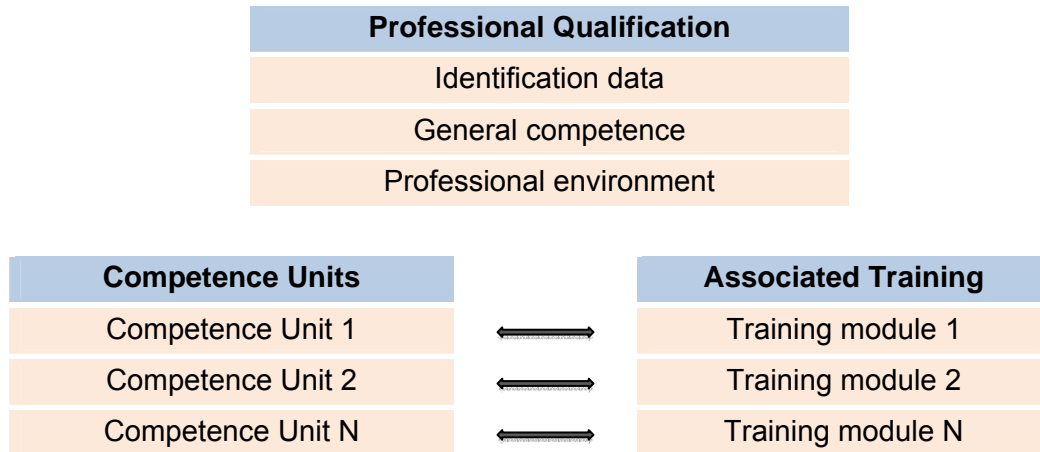 Professional Qualification
Identification data
General competence
Professional environment
Competence Units
Associated Training
Competence Unit 1
Training module 1
Competence Unit 2
Training module 2
Competence Unit N
Training module N